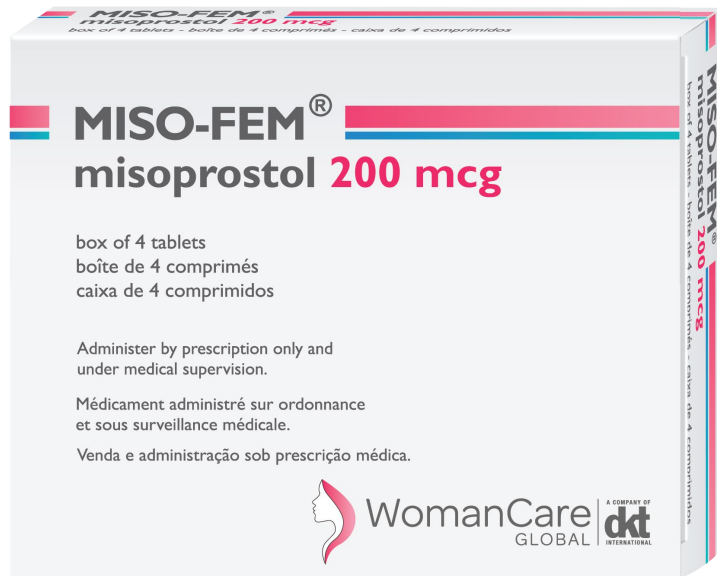 MISO-FEM®
misoprostol 200 mcg
box of 4 tablets - boîte de 4 comprimés - caixa de 4 comprimidos
MISO-FEM®
misoprostol 200 mcg
box of 4 tablets
boîte de 4 comprimés
caixa de 4 comprimidos
Administer by prescription only and
under medical supervision.
Médicament administré sur ordonnance
et sous surveillance médicale.
Venda e administração sob prescrição médica.
WomanCare
GLOBAL
A COMPANY OF
dkt
INTERNATIONAL
MISO-FEM®
misoprostol 200 mcg
box of 4 tablets - boîte de 4 comprimés - caixa de 4 comprimidos